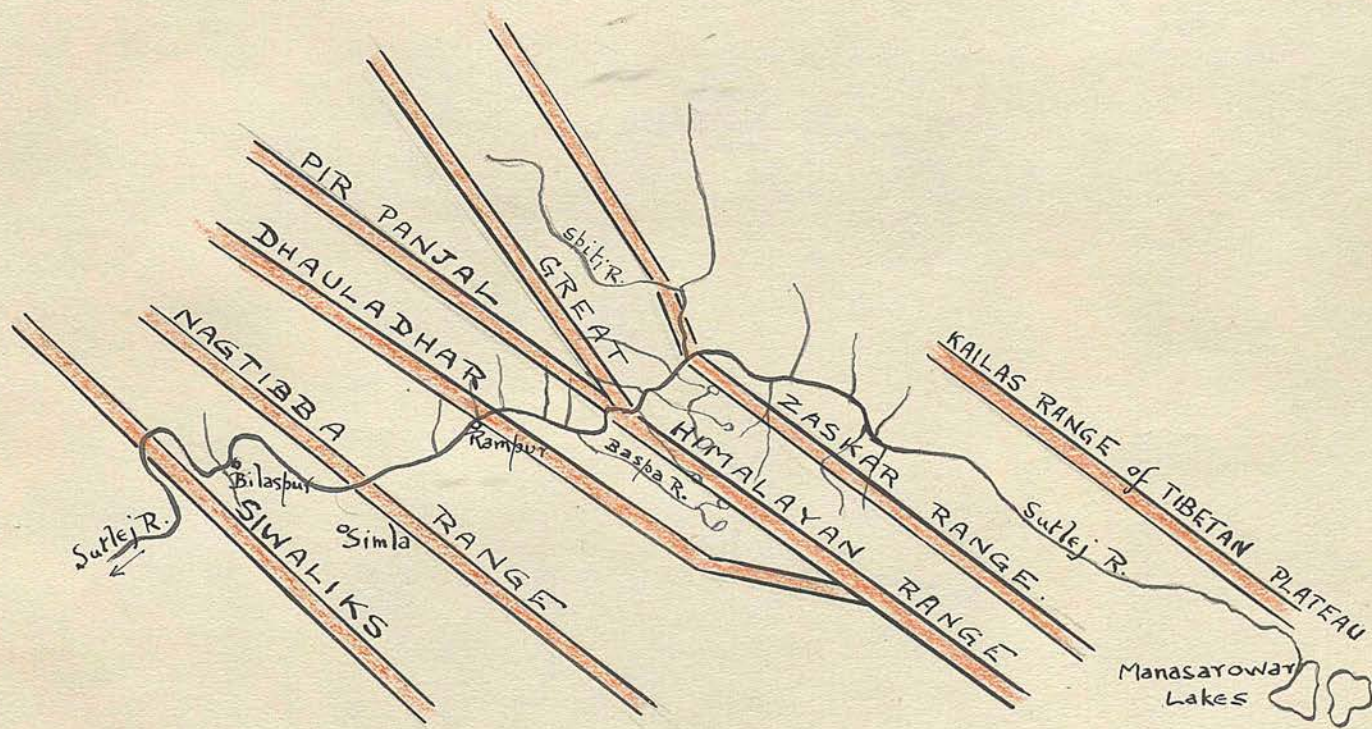 PIR PANJAL
DHAULADHAR
NAGTIBBA RANGE
SIWALIKS
GREAT HIMALAYAN RANGE
ZASKAR RANGE.
KAILAS RANGE of TIBETAN PLATEAU
Spiti R.
Rampur
Baspa R.
Bilaspur
Simla
Sutlej R.
Sutlej R.
Manasarowar
Lakes